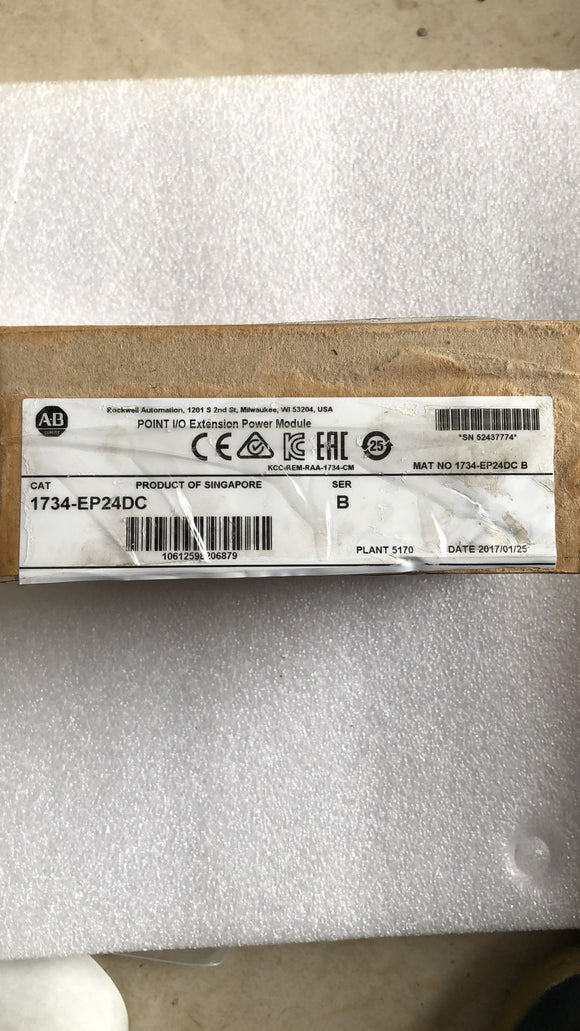 AB
Rockwell Automation, 1201 S 2nd St, Milwaukee, WI 53204, USA
POINT I/O Extension Power Module
CE EAC 25
KCC-REM-RAA-1734-CM
*SN 52437774*
MAT NO 1734-EP24DC B
CAT PRODUCT OF SINGAPORE SER
1734-EP24DC B
PLANT 5170 DATE 2017/01/25